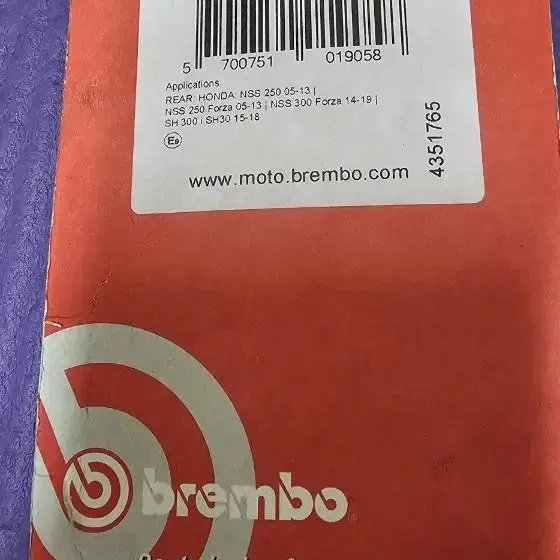 5 700751 019058
Applications
REAR: HONDA: NSS 250 05-13 |
NSS 250 Forza 05-13 | NSS 300 Forza 14-19 |
SH 300 i SH30 15-18
E9
www.moto.brembo.com
4351765
brembo